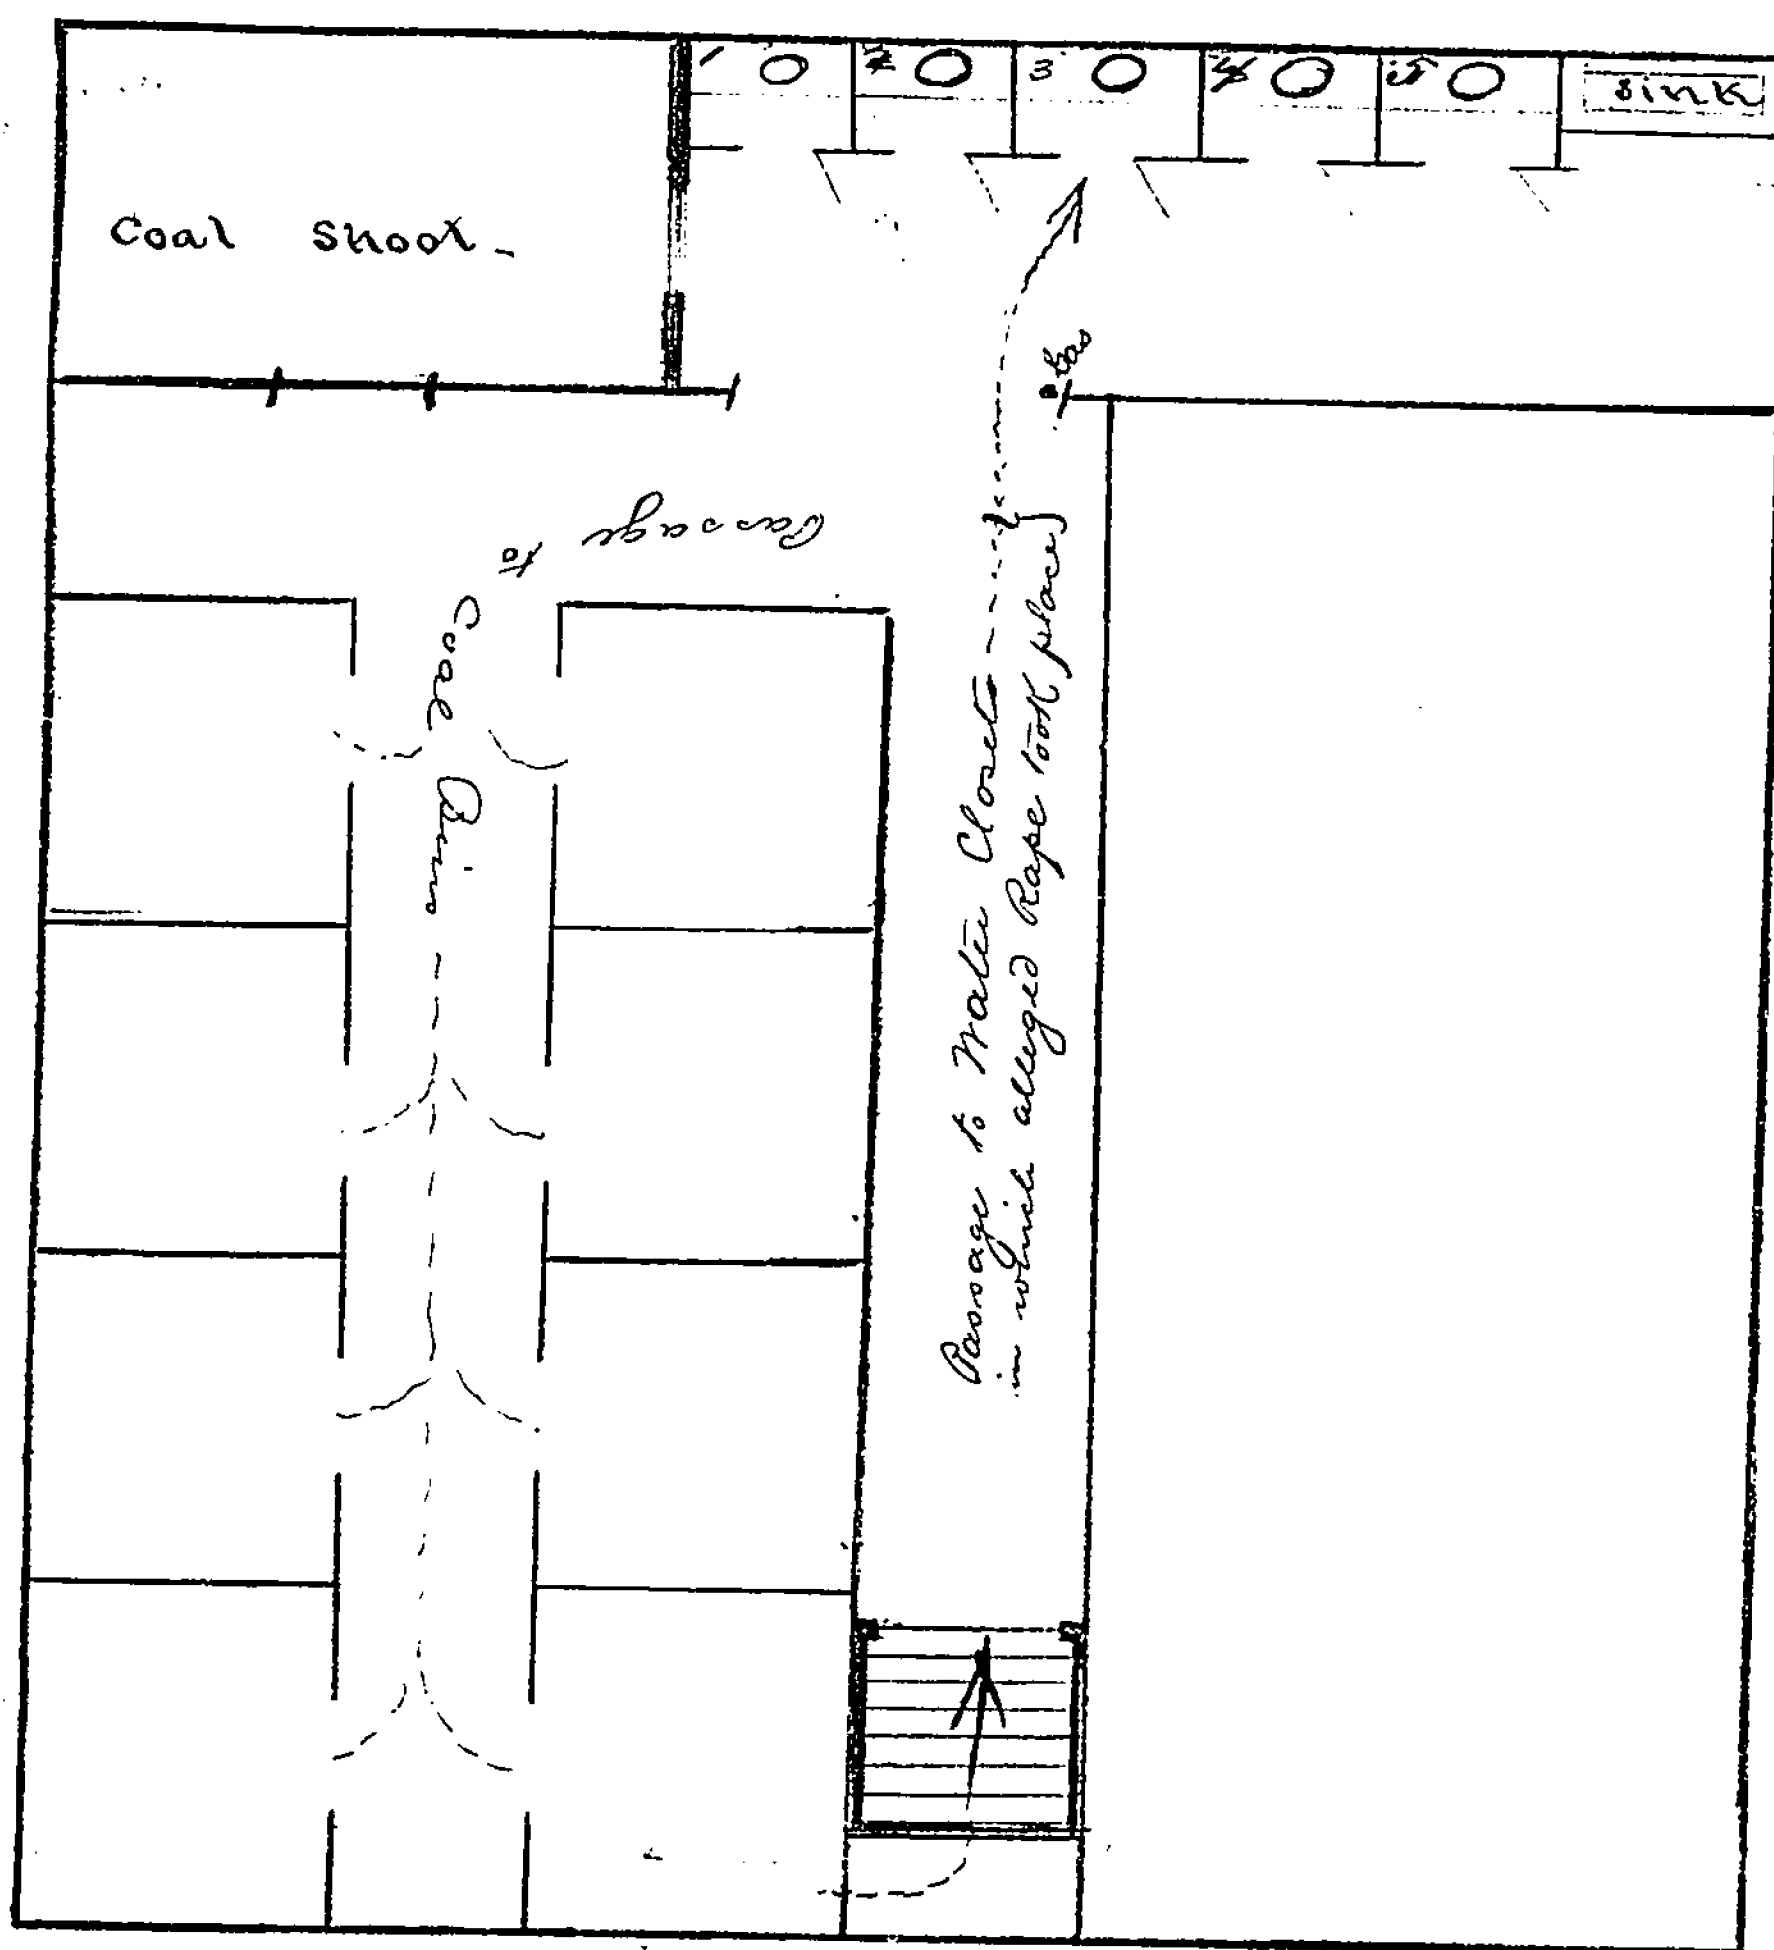 1 2 3 4 5 sink
Coal Shoot -
Gas
Passage to Coal Bins
Passage to Water Closet
in which alleged Rape took place